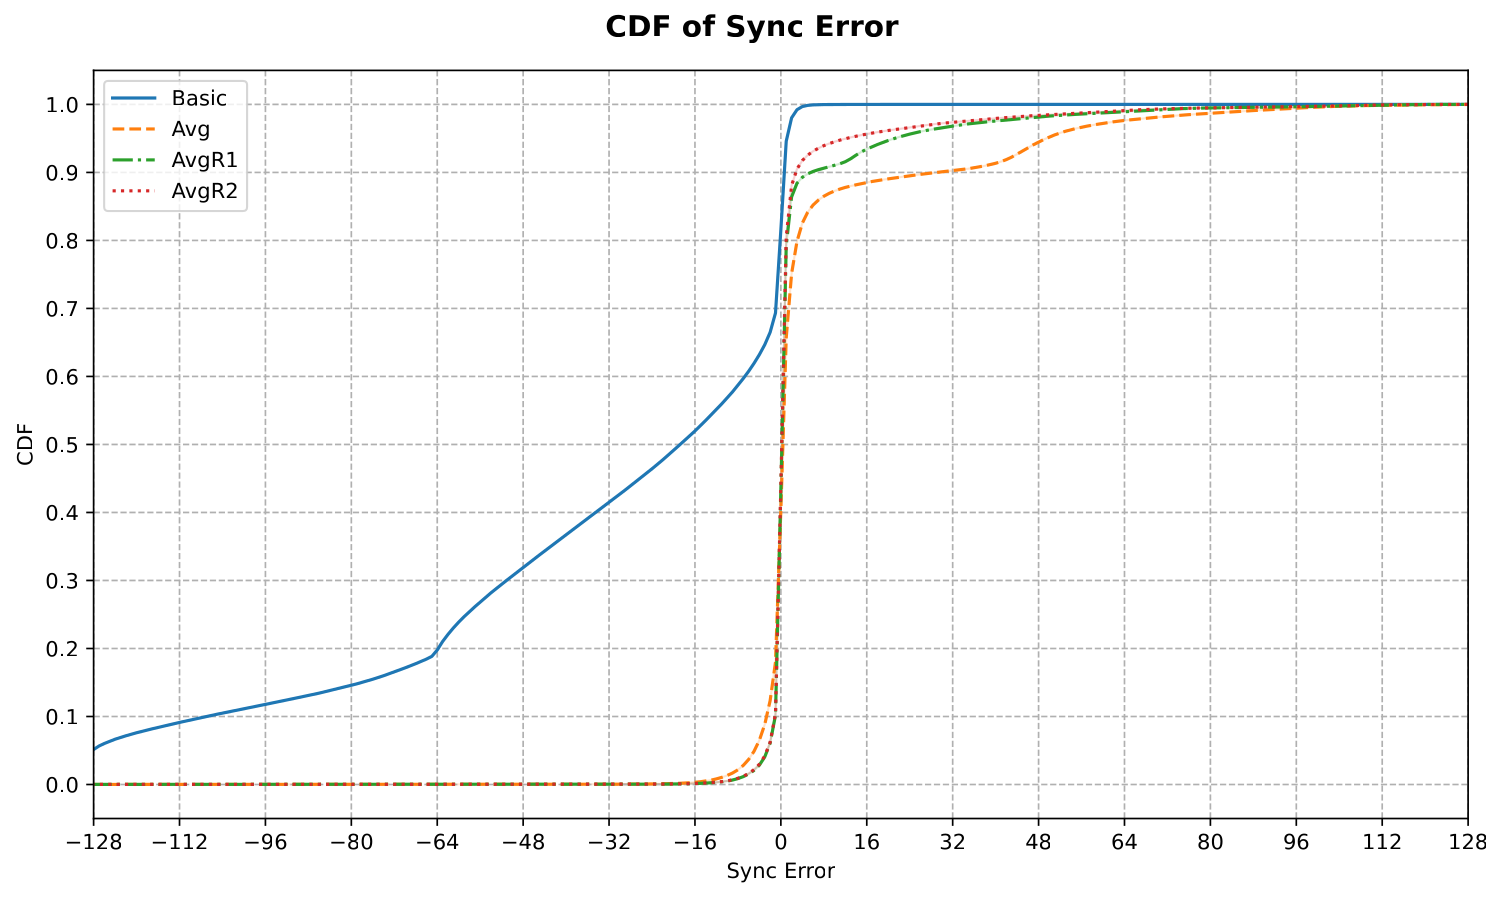 CDF of Sync Error
Basic
Avg
AvgR1
AvgR2
1.0
0.9
0.8
0.7
0.6
0.5
0.4
0.3
0.2
0.1
0.0
CDF
−128 −112 −96 −80 −64 −48 −32 −16 0 16 32 48 64 80 96 112 128
Sync Error